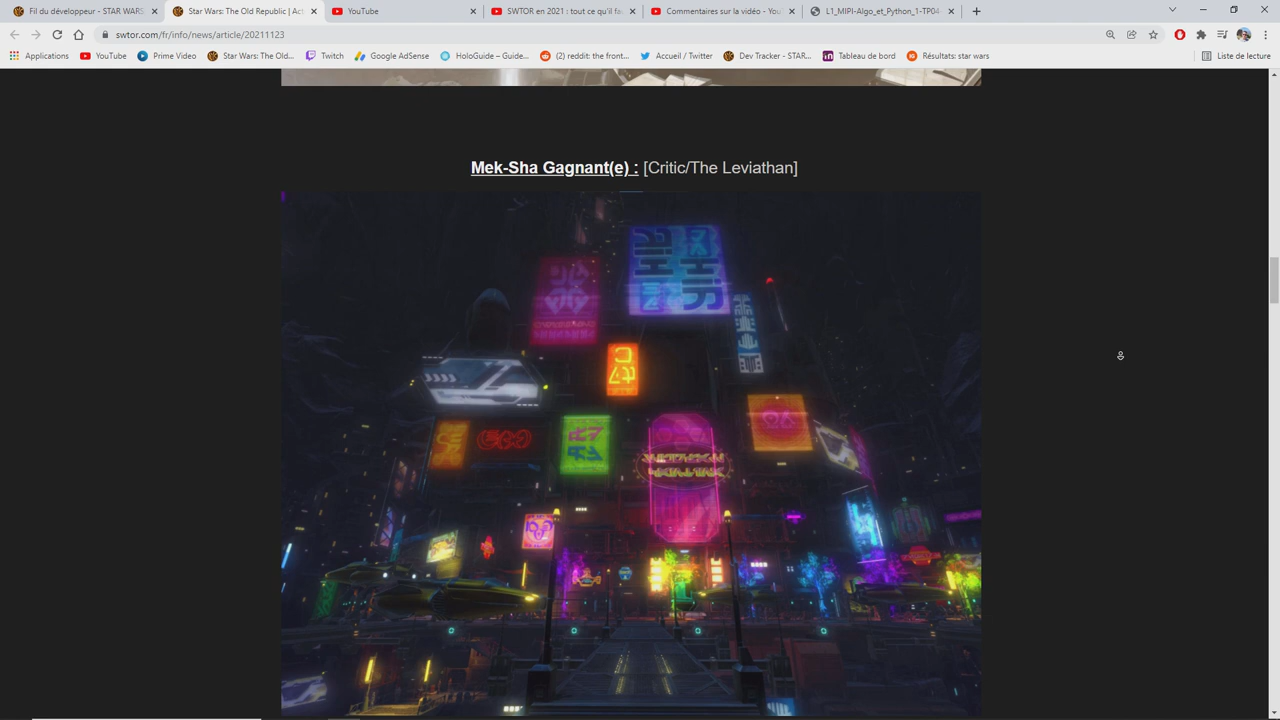 Fil du développeur - STAR WARS
Star Wars: The Old Republic | Act
YouTube
SWTOR en 2021 : tout ce qu'il fa
Commentaires sur la vidéo - You
L1_MIPI-Algo_et_Python_1-TP04
swtor.com/fr/info/news/article/20211123
Applications
YouTube
Prime Video
Star Wars: The Old...
Twitch
Google AdSense
HoloGuide – Guide...
(2) reddit: the front...
Accueil / Twitter
Dev Tracker - STAR...
Tableau de bord
Résultats: star wars
Liste de lecture
Mek-Sha Gagnant(e) : [Critic/The Leviathan]